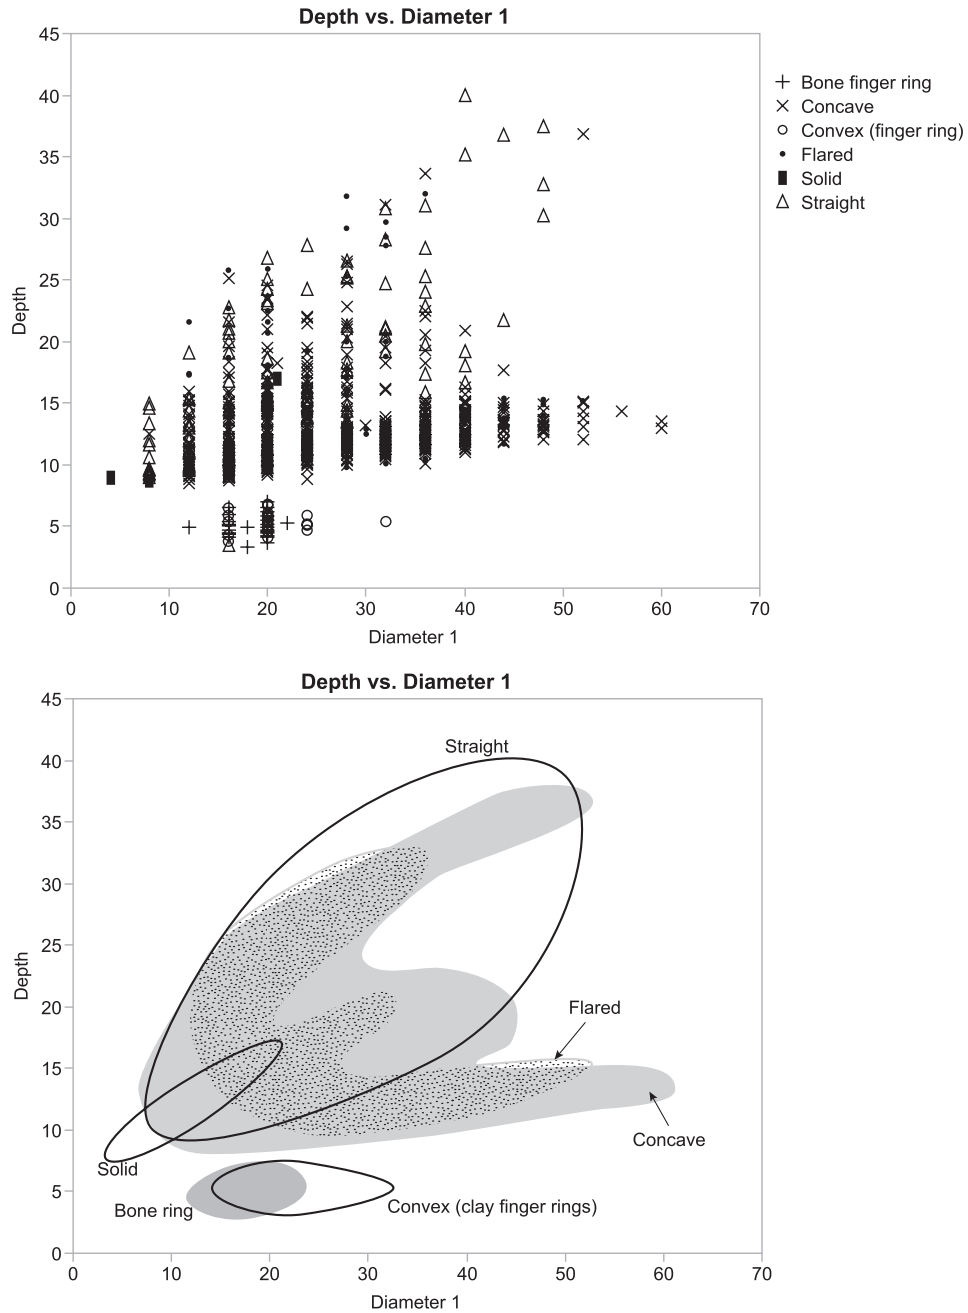 Depth vs. Diameter 1
45
40
35
30
25
20
15
10
5
0
Depth
0 10 20 30 40 50 60 70
Diameter 1
Bone finger ring
Concave
Convex (finger ring)
Flared
Solid
Straight
Depth vs. Diameter 1
45
40
35
30
25
20
15
10
5
0
Depth
Straight
Flared
Concave
Solid
Bone ring
Convex (clay finger rings)
0 10 20 30 40 50 60 70
Diameter 1